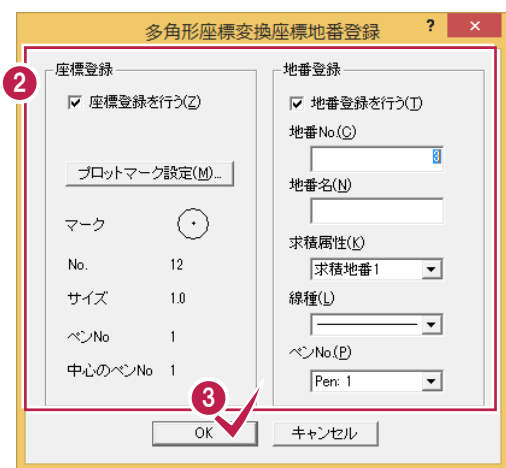 多角形座標変換座標地番登録
? ×
2
座標登録
座標登録を行う(Z)
プロットマーク設定(M)...
マーク
No. 12
サイズ 1.0
ペンNo 1
中心のペンNo 1
地番登録
地番登録を行う(T)
地番No.(C)
8
地番名(N)
求積属性(K)
求積地番1
線種(L)
ペンNo.(P)
Pen: 1
3
OK
キャンセル